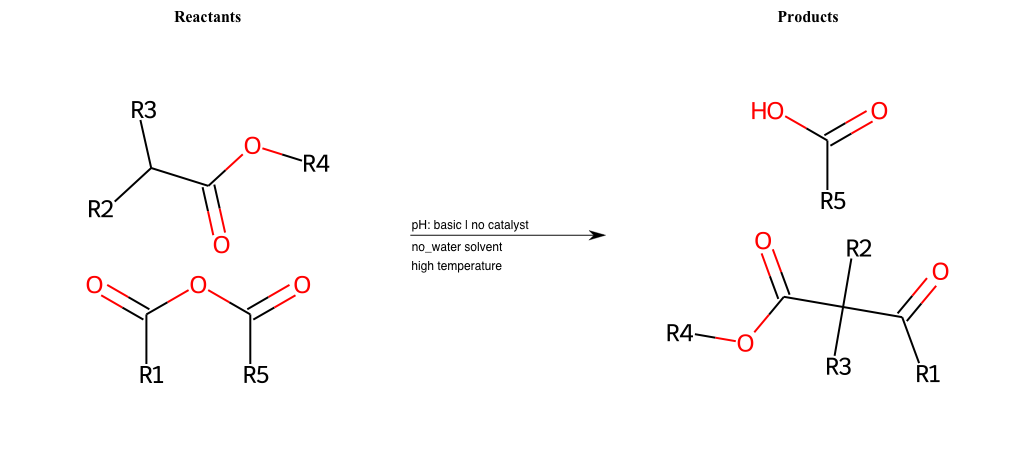 Reactants
Products
R3
O
R4
R2
O
O
O
O
R1
R5
pH: basic | no catalyst
no_water solvent
high temperature
HO
O
R5
O
R2
O
R4
O
R3
R1